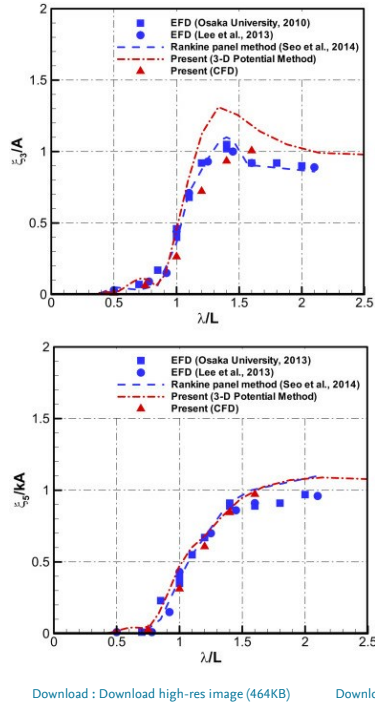 2
1.5
1
0.5
0
ξ3/A
EFD (Osaka University, 2010)
EFD (Lee et al., 2013)
Rankine panel method (Seo et al., 2014)
Present (3-D Potential Method)
Present (CFD)
0 0.5 1 1.5 2 2.5
λ/L
2
1.5
1
0.5
0
ξ5/kA
EFD (Osaka University, 2013)
EFD (Lee et al., 2013)
Rankine panel method (Seo et al., 2014)
Present (3-D Potential Method)
Present (CFD)
0 0.5 1 1.5 2 2.5
λ/L
Download : Download high-res image (464KB) Downlo